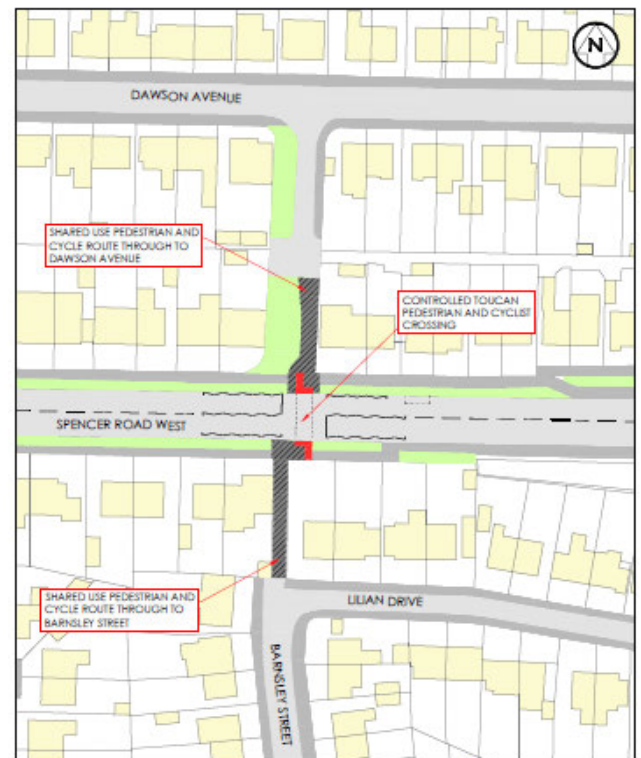 N
DAWSON AVENUE
SHARED USE PEDESTRIAN AND
CYCLE ROUTE THROUGH TO
DAWSON AVENUE
CONTROLLED TOUCAN
PEDESTRIAN AND CYCLIST
CROSSING
SPENCER ROAD WEST
SHARED USE PEDESTRIAN AND
CYCLE ROUTE THROUGH TO
BARNSLEY STREET
LILIAN DRIVE
BARNSLEY STREET